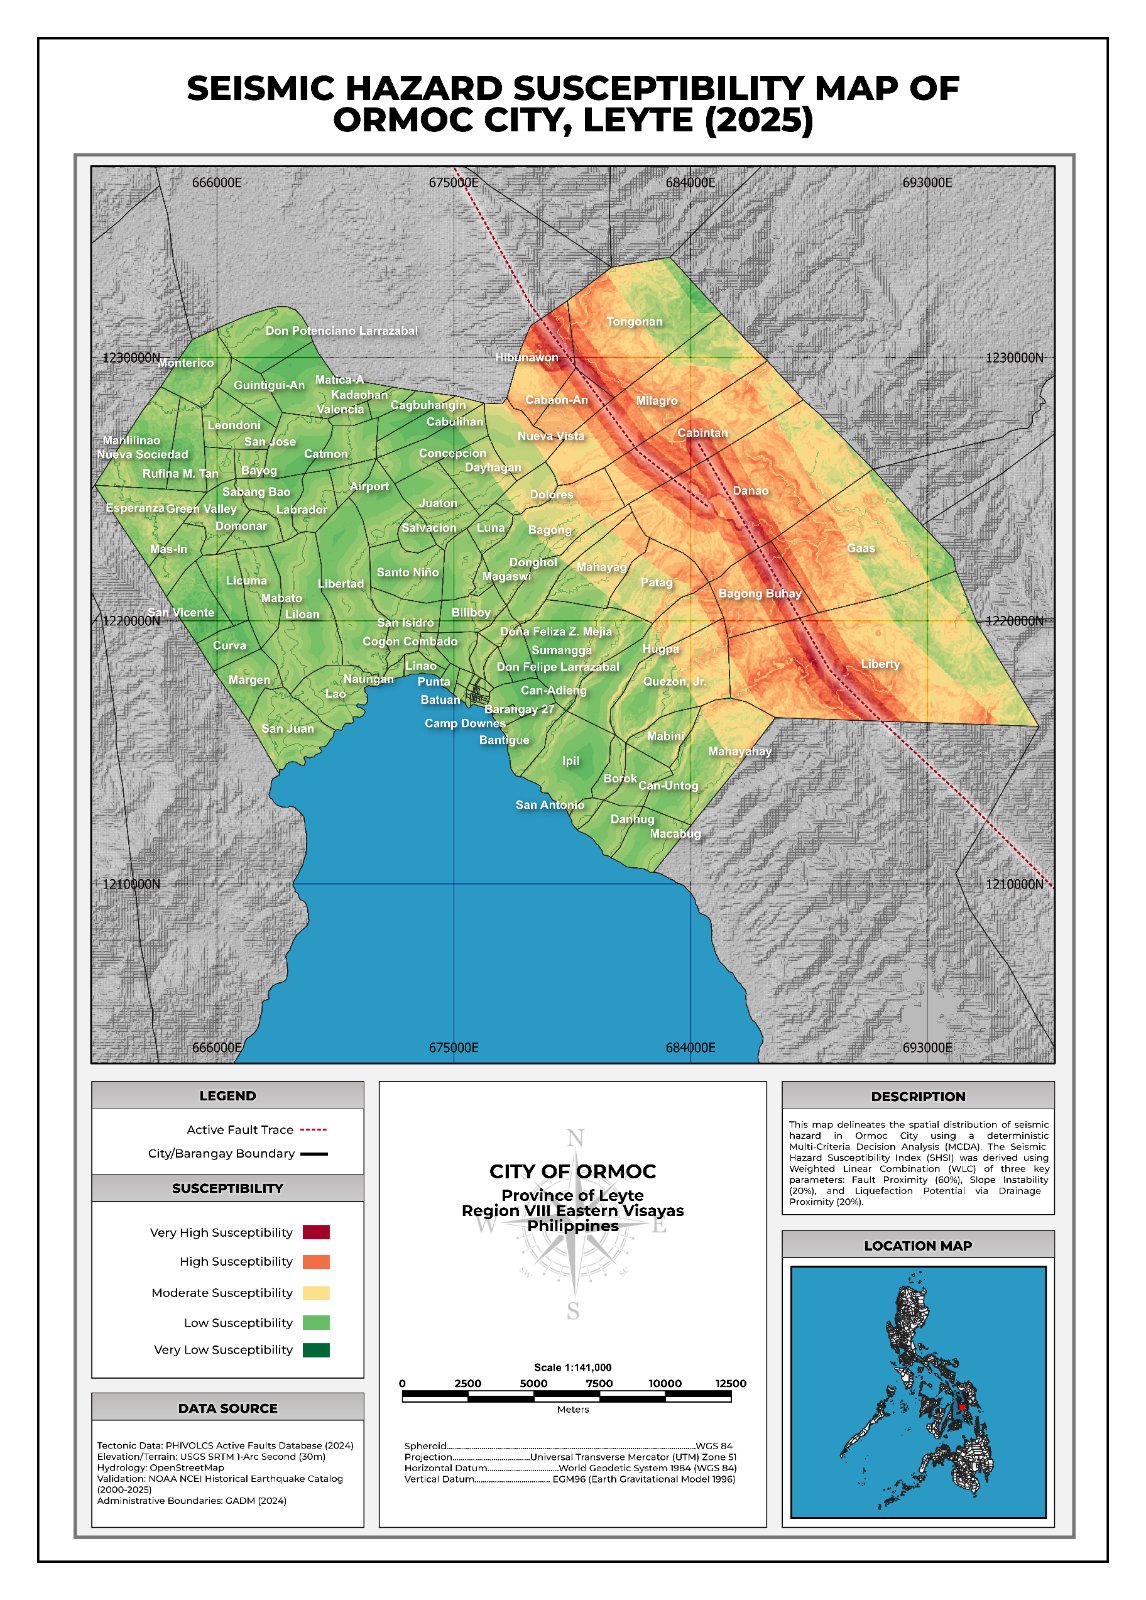 SEISMIC HAZARD SUSCEPTIBILITY MAP OF
ORMOC CITY, LEYTE (2025)
666000E
675000E
684000E
693000E
Tongonan
Don Potenciano Larrazabal
1230000N
Monterico
Hibunawon
1230000N
Guintigui-An
Matica-A
Kadaohan
Valencia
Cagbuhangin
Cabulihan
Cabaon-An
Milagro
Leondoni
Manlilinao
San Jose
Nueva Vista
Cabintan
Nueva Sociedad
Catmon
Concepcion
Dayhagan
Rufina M. Tan
Bayog
Airport
Sabang Bao
Dolores
Danao
Esperanza
Green Valley
Labrador
Juaton
Domonar
Salvacion
Luna
Bagong
Mas-In
Gaas
Santo Niño
Donghol
Magaswi
Mahayag
Licuma
Libertad
Patag
Mabato
Bagong Buhay
San Vicente
Liloan
Biliboy
San Isidro
1220000N
1220000N
Curva
Cogon Combado
Doña Feliza Z. Mejia
Sumangga
Hugpa
Linao
Don Felipe Larrazabal
Liberty
Margen
Naungan
Punta
Quezon, Jr.
Lao
Batuan
Can-Adieng
Barangay 27
San Juan
Camp Downes
Mabini
Bantigue
Mahayahay
Ipil
Borok
Can-Untog
San Antonio
Danhug
Macabug
1210000N
1210000N
666000E
675000E
684000E
693000E
LEGEND
Active Fault Trace
City/Barangay Boundary
SUSCEPTIBILITY
Very High Susceptibility
High Susceptibility
Moderate Susceptibility
Low Susceptibility
Very Low Susceptibility
DATA SOURCE
Tectonic Data: PHIVOLCS Active Faults Database (2024)
Elevation/Terrain: USGS SRTM 1-Arc Second (30m)
Hydrology: OpenStreetMap
Validation: NOAA NCEI Historical Earthquake Catalog
(2000-2025)
Administrative Boundaries: GADM (2024)
N
CITY OF ORMOC
Province of Leyte
Region VIII Eastern Visayas
Philippines
W
E
SW
SE
S
Scale 1:141,000
0 2500 5000 7500 10000 12500
Meters
Spheroid..........WGS 84
Projection..........Universal Transverse Mercator (UTM) Zone 51
Horizontal Datum..........World Geodetic System 1984 (WGS 84)
Vertical Datum.......... EGM96 (Earth Gravitational Model 1996)
DESCRIPTION
This map delineates the spatial distribution of seismic
hazard in Ormoc City using a deterministic
Multi-Criteria Decision Analysis (MCDA). The Seismic
Hazard Susceptibility Index (SHSI) was derived using
Weighted Linear Combination (WLC) of three key
parameters: Fault Proximity (60%), Slope Instability
(20%), and Liquefaction Potential via Drainage
Proximity (20%).
LOCATION MAP